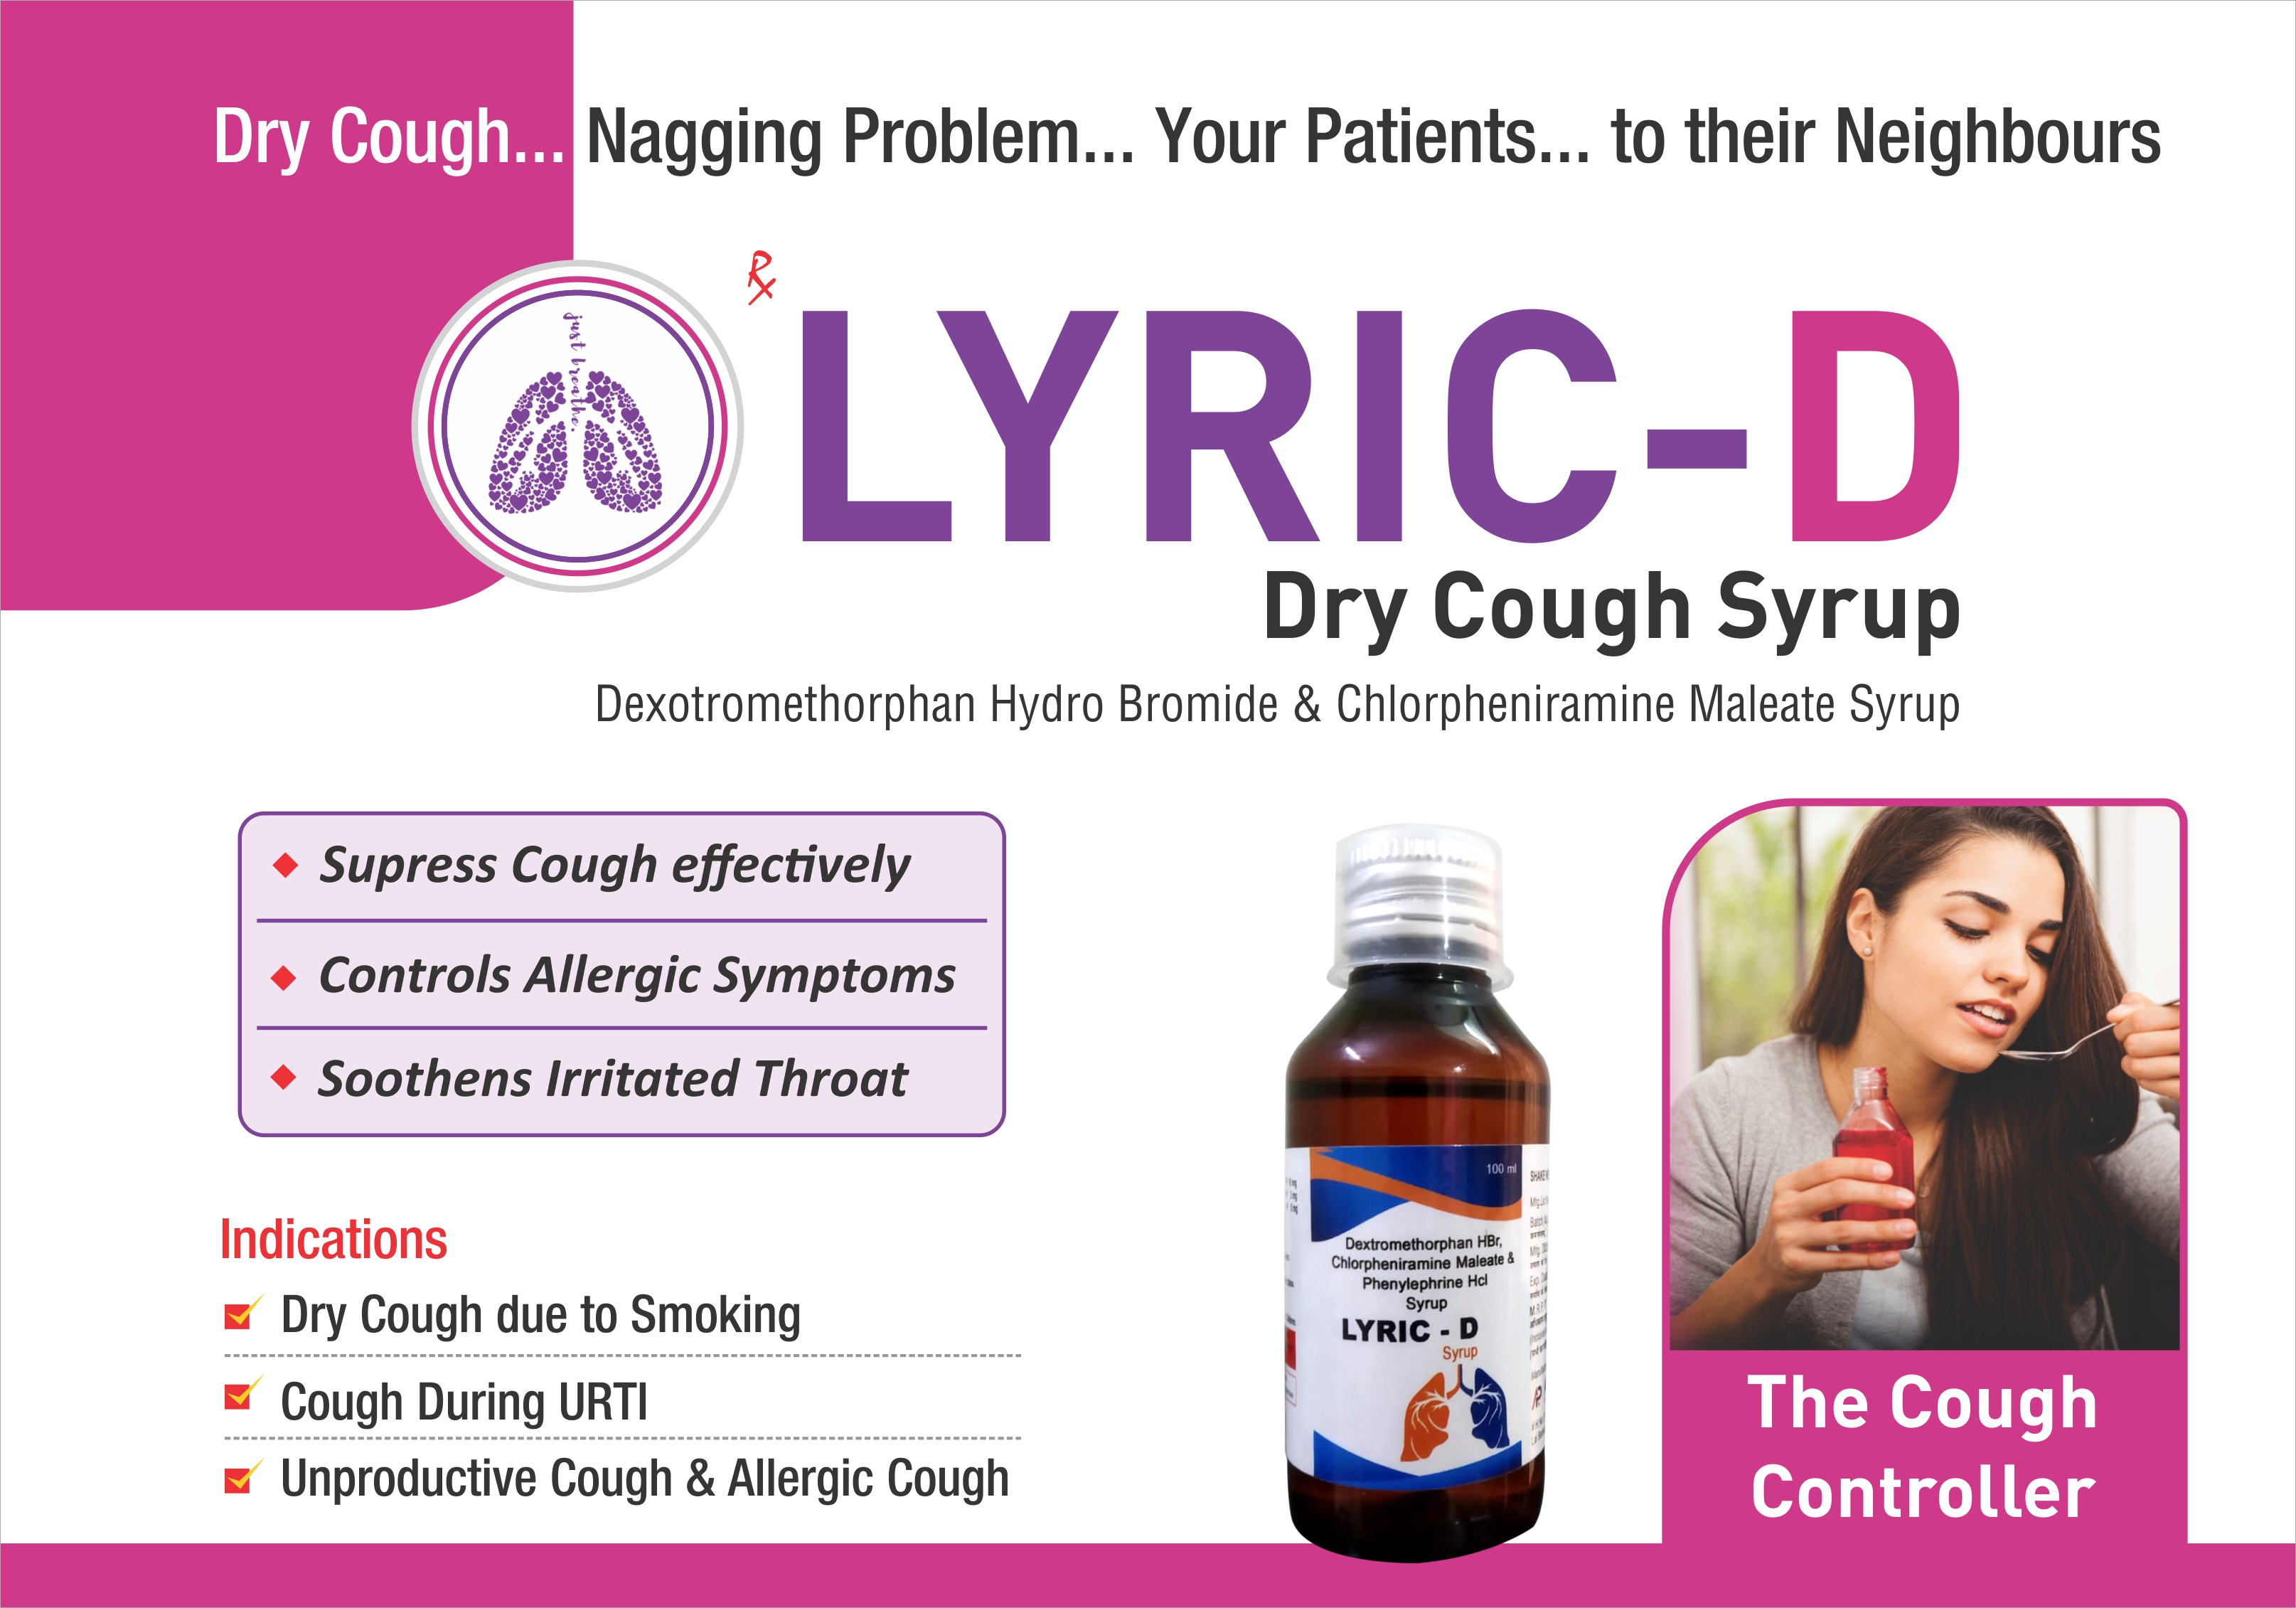 Dry Cough... Nagging Problem... Your Patients... to their Neighbours
Rx
just breathe.
LYRIC-D
Dry Cough Syrup
Dexotromethorphan Hydro Bromide & Chlorpheniramine Maleate Syrup
Supress Cough effectively
Controls Allergic Symptoms
Soothens Irritated Throat
Indications
Dry Cough due to Smoking
Cough During URTI
Unproductive Cough & Allergic Cough
100 ml
Dextromethorphan HBr,
Chlorpheniramine Maleate &
Phenylephrine Hcl
Syrup
LYRIC - D
Syrup
The Cough
Controller